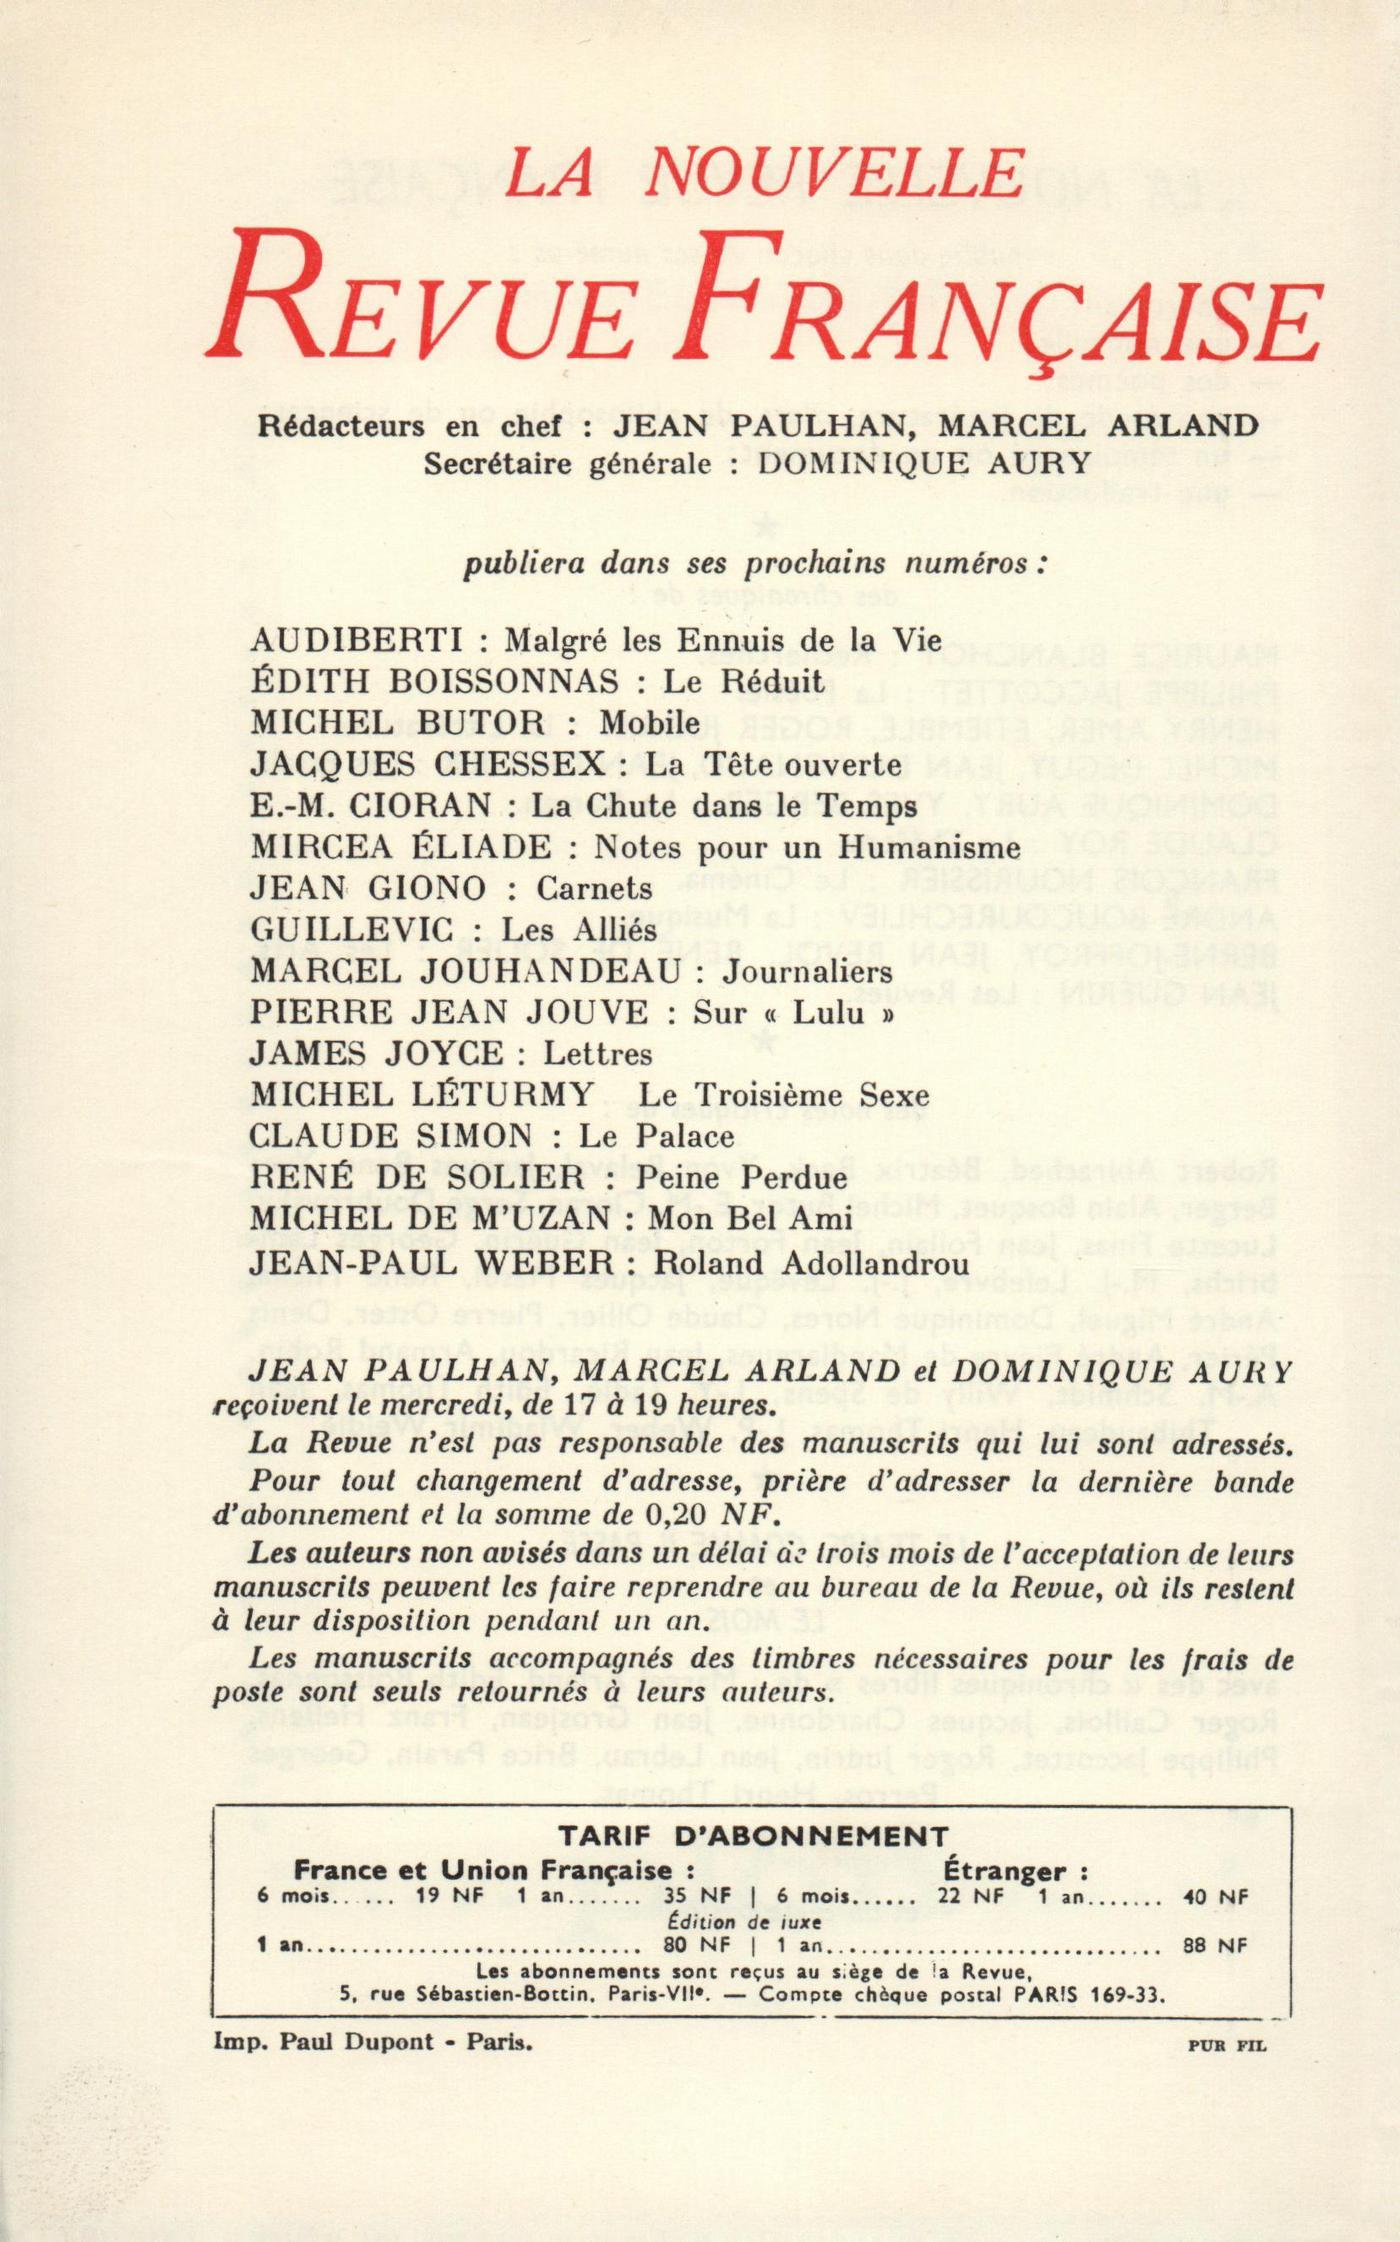 LA NOUVELLE
REVUE FRANÇAISE
Rédacteurs en chef : JEAN PAULHAN, MARCEL ARLAND
Secrétaire générale : DOMINIQUE AURY
publiera dans ses prochains numéros :
AUDIBERTI : Malgré les Ennuis de la Vie
ÉDITH BOISSONNAS : Le Réduit
MICHEL BUTOR : Mobile
JACQUES CHESSEX : La Tête ouverte
E.-M. CIORAN : La Chute dans le Temps
MIRCEA ÉLIADE : Notes pour un Humanisme
JEAN GIONO : Carnets
GUILLEVIC : Les Alliés
MARCEL JOUHANDEAU : Journaliers
PIERRE JEAN JOUVE : Sur « Lulu »
JAMES JOYCE : Lettres
MICHEL LÉTURMY Le Troisième Sexe
CLAUDE SIMON : Le Palace
RENÉ DE SOLIER : Peine Perdue
MICHEL DE M'UZAN : Mon Bel Ami
JEAN-PAUL WEBER : Roland Adollandrou
JEAN PAULHAN, MARCEL ARLAND et DOMINIQUE AURY
reçoivent le mercredi, de 17 à 19 heures.
La Revue n'est pas responsable des manuscrits qui lui sont adressés.
Pour tout changement d'adresse, prière d'adresser la dernière bande
d'abonnement et la somme de 0,20 NF.
Les auteurs non avisés dans un délai de trois mois de l'acceptation de leurs
manuscrits peuvent les faire reprendre au bureau de la Revue, où ils restent
à leur disposition pendant un an.
Les manuscrits accompagnés des timbres nécessaires pour les frais de
poste sont seuls retournés à leurs auteurs.
TARIF D'ABONNEMENT
France et Union Française : Étranger :
6 mois...... 19 NF 1 an....... 35 NF | 6 mois...... 22 NF 1 an....... 40 NF
Édition de luxe
1 an.............................. 80 NF | 1 an.............................. 88 NF
Les abonnements sont reçus au siège de la Revue,
5, rue Sébastien-Bottin, Paris-VIIe. — Compte chèque postal PARIS 169-33.
Imp. Paul Dupont - Paris. PUR FIL